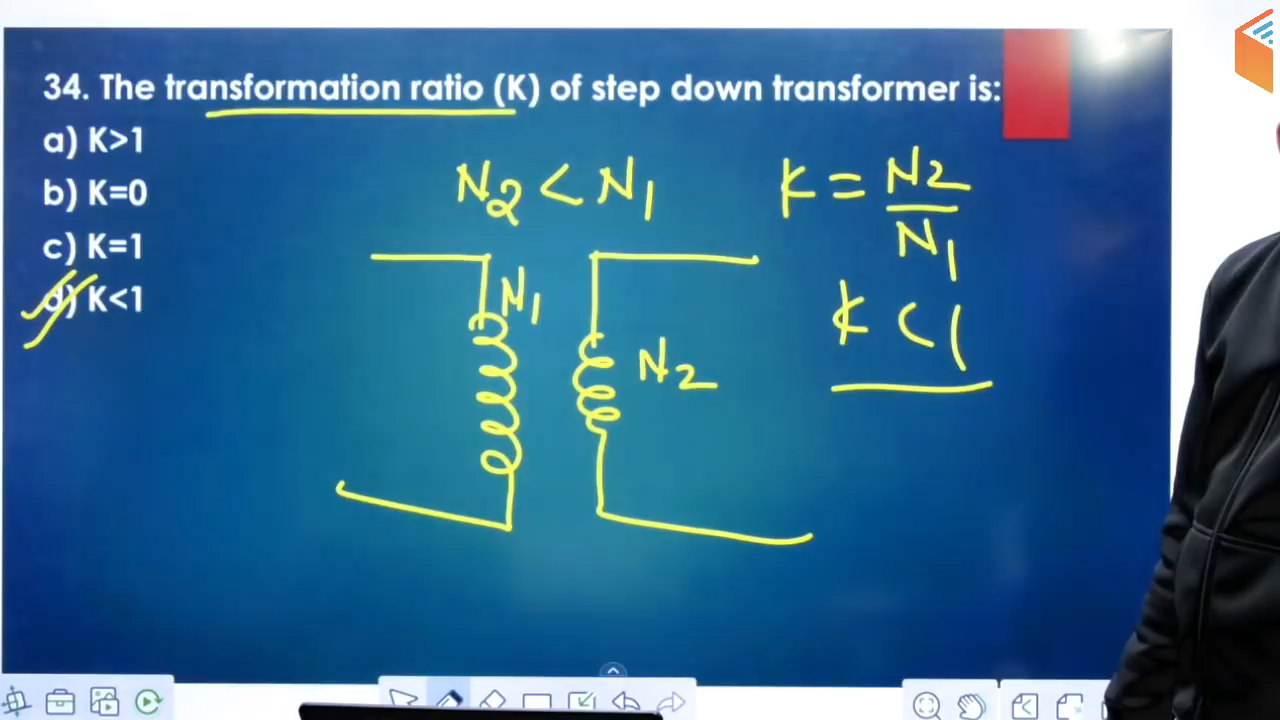 34. The transformation ratio (K) of step down transformer is:
a) K>1
b) K=0
c) K=1
d) K<1
N2 < N1
K = N2/N1
K < 1
N1
N2